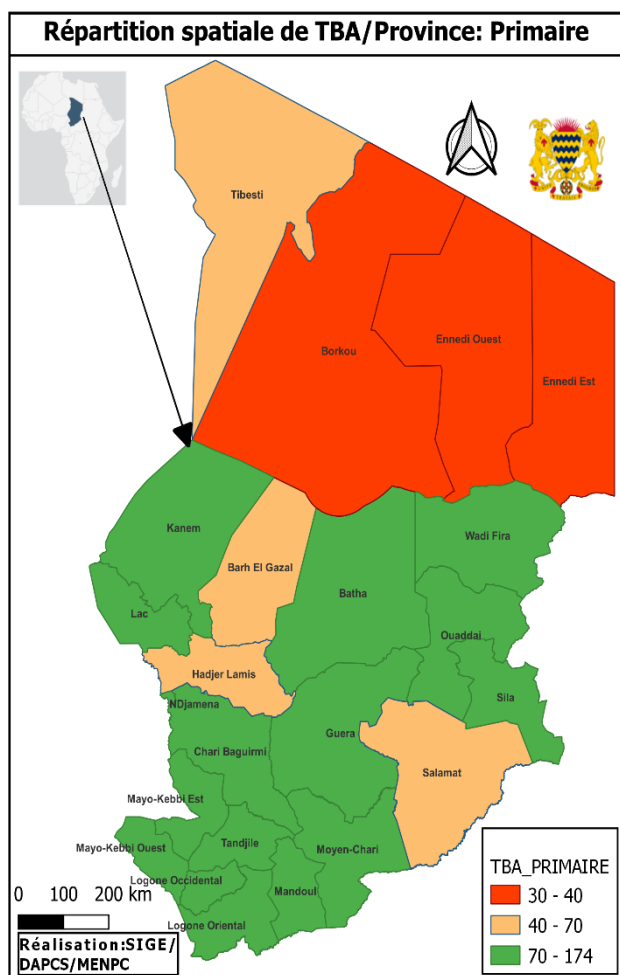 Répartition spatiale de TBA/Province: Primaire
Tibesti
Borkou
Ennedi Ouest
Ennedi Est
Kanem
Wadi Fira
Barh El Gazal
Batha
Lac
Ouaddai
Hadjer Lamis
Sila
NDjamena
Guera
Chari Baguirmi
Salamat
Mayo-Kebbi Est
Tandjile
Mayo-Kebbi Ouest
Moyen-Chari
Logone Occidental
Mandoul
Logone Oriental
0 100 200 km
Réalisation:SIGE/
DAPCS/MENPC
TBA_PRIMAIRE
30 - 40
40 - 70
70 - 174